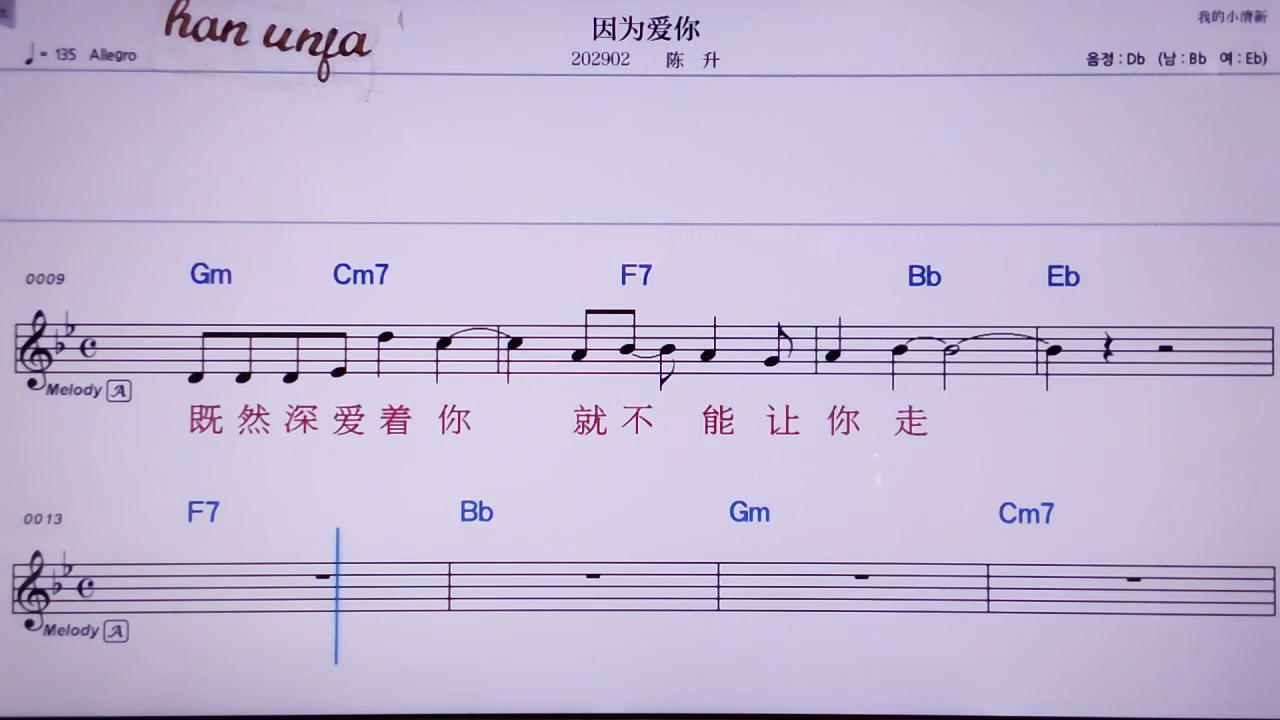 han unfa
因为爱你
我的小清新
♩= 135 Allegro
202902 陈 升
음정 : Db (남 : Bb 여 : Eb)
0009 Gm Cm7 F7 Bb Eb
Melody A
既然深爱着你 就不能让你走
0013 F7 Bb Gm Cm7
Melody A